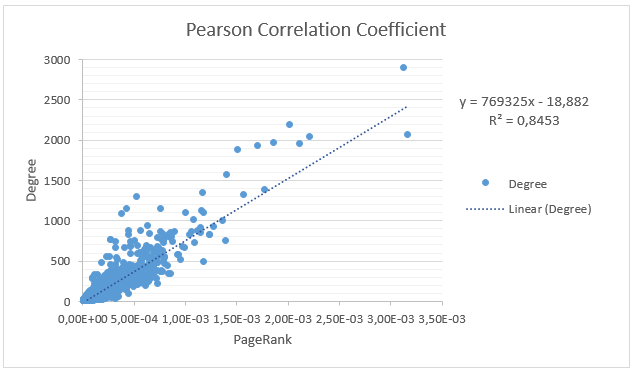 Pearson Correlation Coefficient
3000
2500
2000
1500
1000
500
0
Degree
0,00E+00 5,00E-04 1,00E-03 1,50E-03 2,00E-03 2,50E-03 3,00E-03 3,50E-03
PageRank
y = 769325x - 18,882
R² = 0,8453
Degree
Linear (Degree)